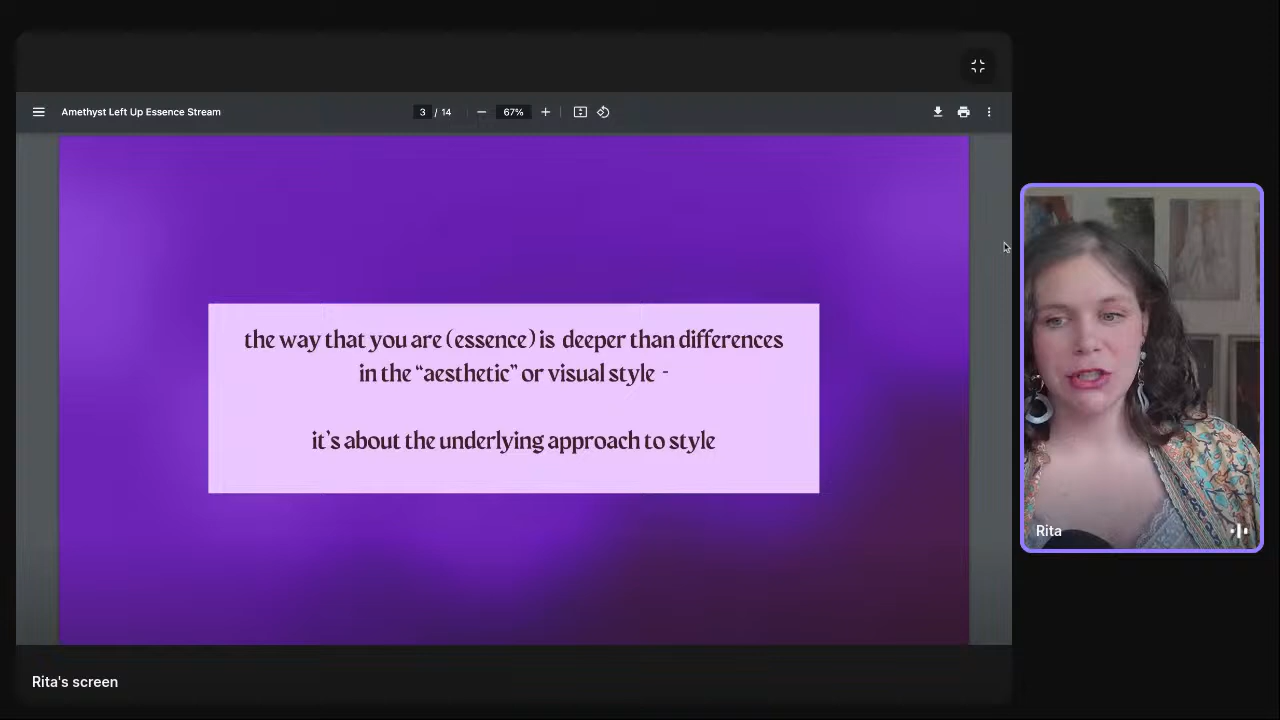 Amethyst Left Up Essence Stream
3 / 14
67%
the way that you are (essence) is deeper than differences
in the “aesthetic” or visual style -
it's about the underlying approach to style
Rita
Rita's screen